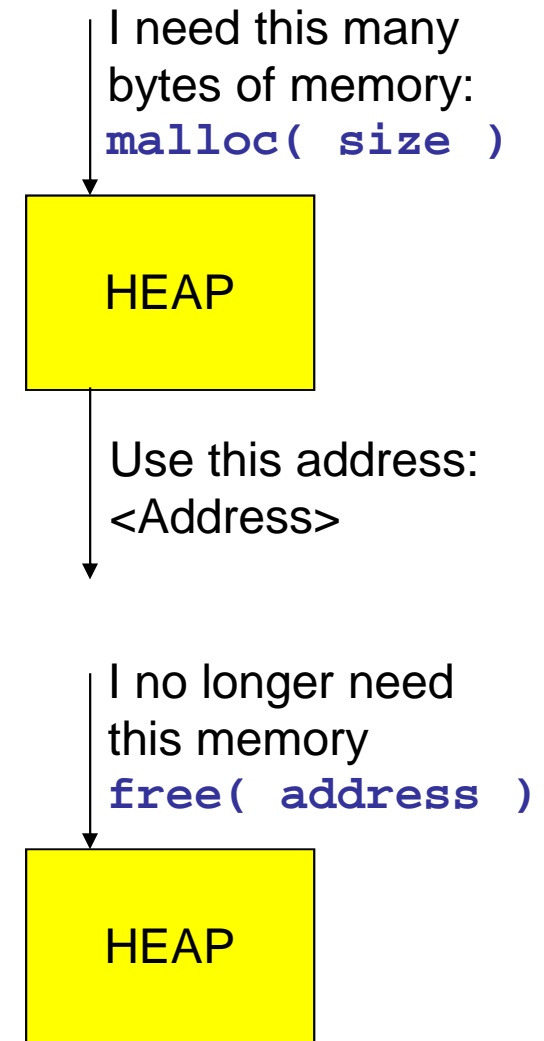 I need this many
bytes of memory:
malloc( size )
HEAP
Use this address:
<Address>
I no longer need
this memory
free( address )
HEAP